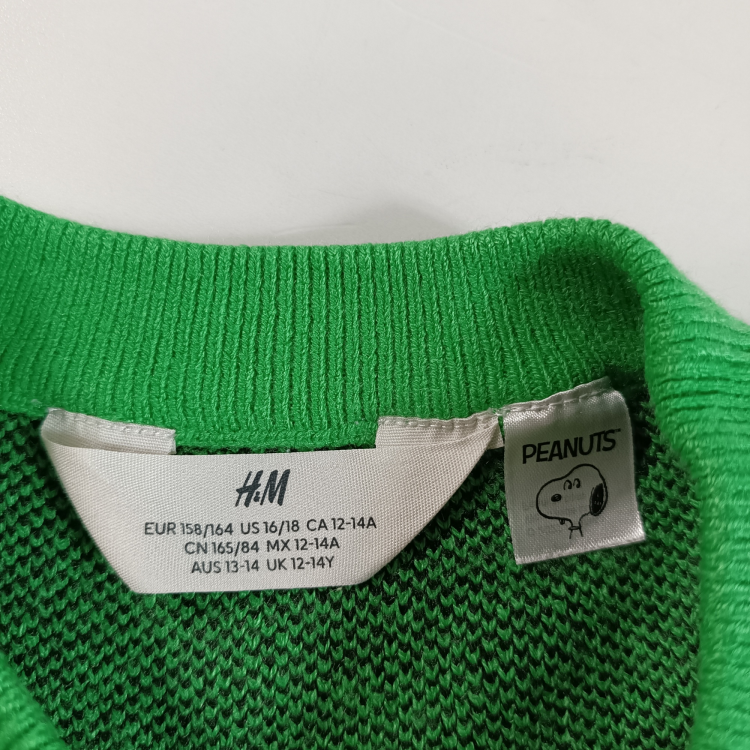 H&M
EUR 158/164 US 16/18 CA 12-14A
CN 165/84 MX 12-14A
AUS 13-14 UK 12-14Y
PEANUTS™